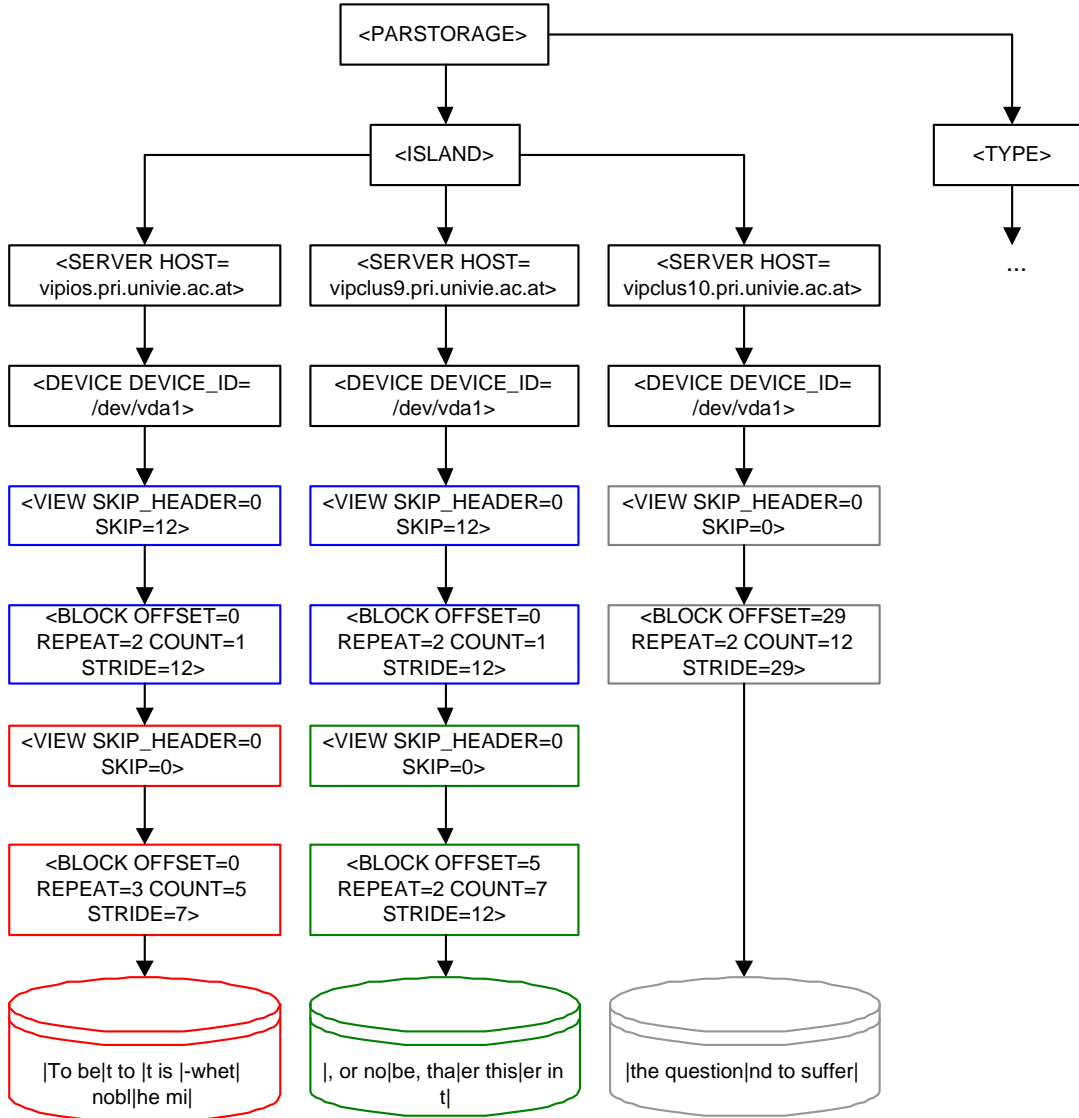 <PARSTORAGE>
<ISLAND>
<TYPE>
<SERVER HOST=
vipios.pri.univie.ac.at>
<SERVER HOST=
vipclus9.pri.univie.ac.at>
<SERVER HOST=
vipclus10.pri.univie.ac.at>
...
<DEVICE DEVICE_ID=
/dev/vda1>
<DEVICE DEVICE_ID=
/dev/vda1>
<DEVICE DEVICE_ID=
/dev/vda1>
<VIEW SKIP_HEADER=0
SKIP=12>
<VIEW SKIP_HEADER=0
SKIP=12>
<VIEW SKIP_HEADER=0
SKIP=0>
<BLOCK OFFSET=0
REPEAT=2 COUNT=1
STRIDE=12>
<BLOCK OFFSET=0
REPEAT=2 COUNT=1
STRIDE=12>
<BLOCK OFFSET=29
REPEAT=2 COUNT=12
STRIDE=29>
<VIEW SKIP_HEADER=0
SKIP=0>
<VIEW SKIP_HEADER=0
SKIP=0>
<BLOCK OFFSET=0
REPEAT=3 COUNT=5
STRIDE=7>
<BLOCK OFFSET=5
REPEAT=2 COUNT=7
STRIDE=12>
|To be|t to |t is |-whet|
nobl|he mi|
|, or no|be, tha|er this|er in
t|
|the question|nd to suffer|